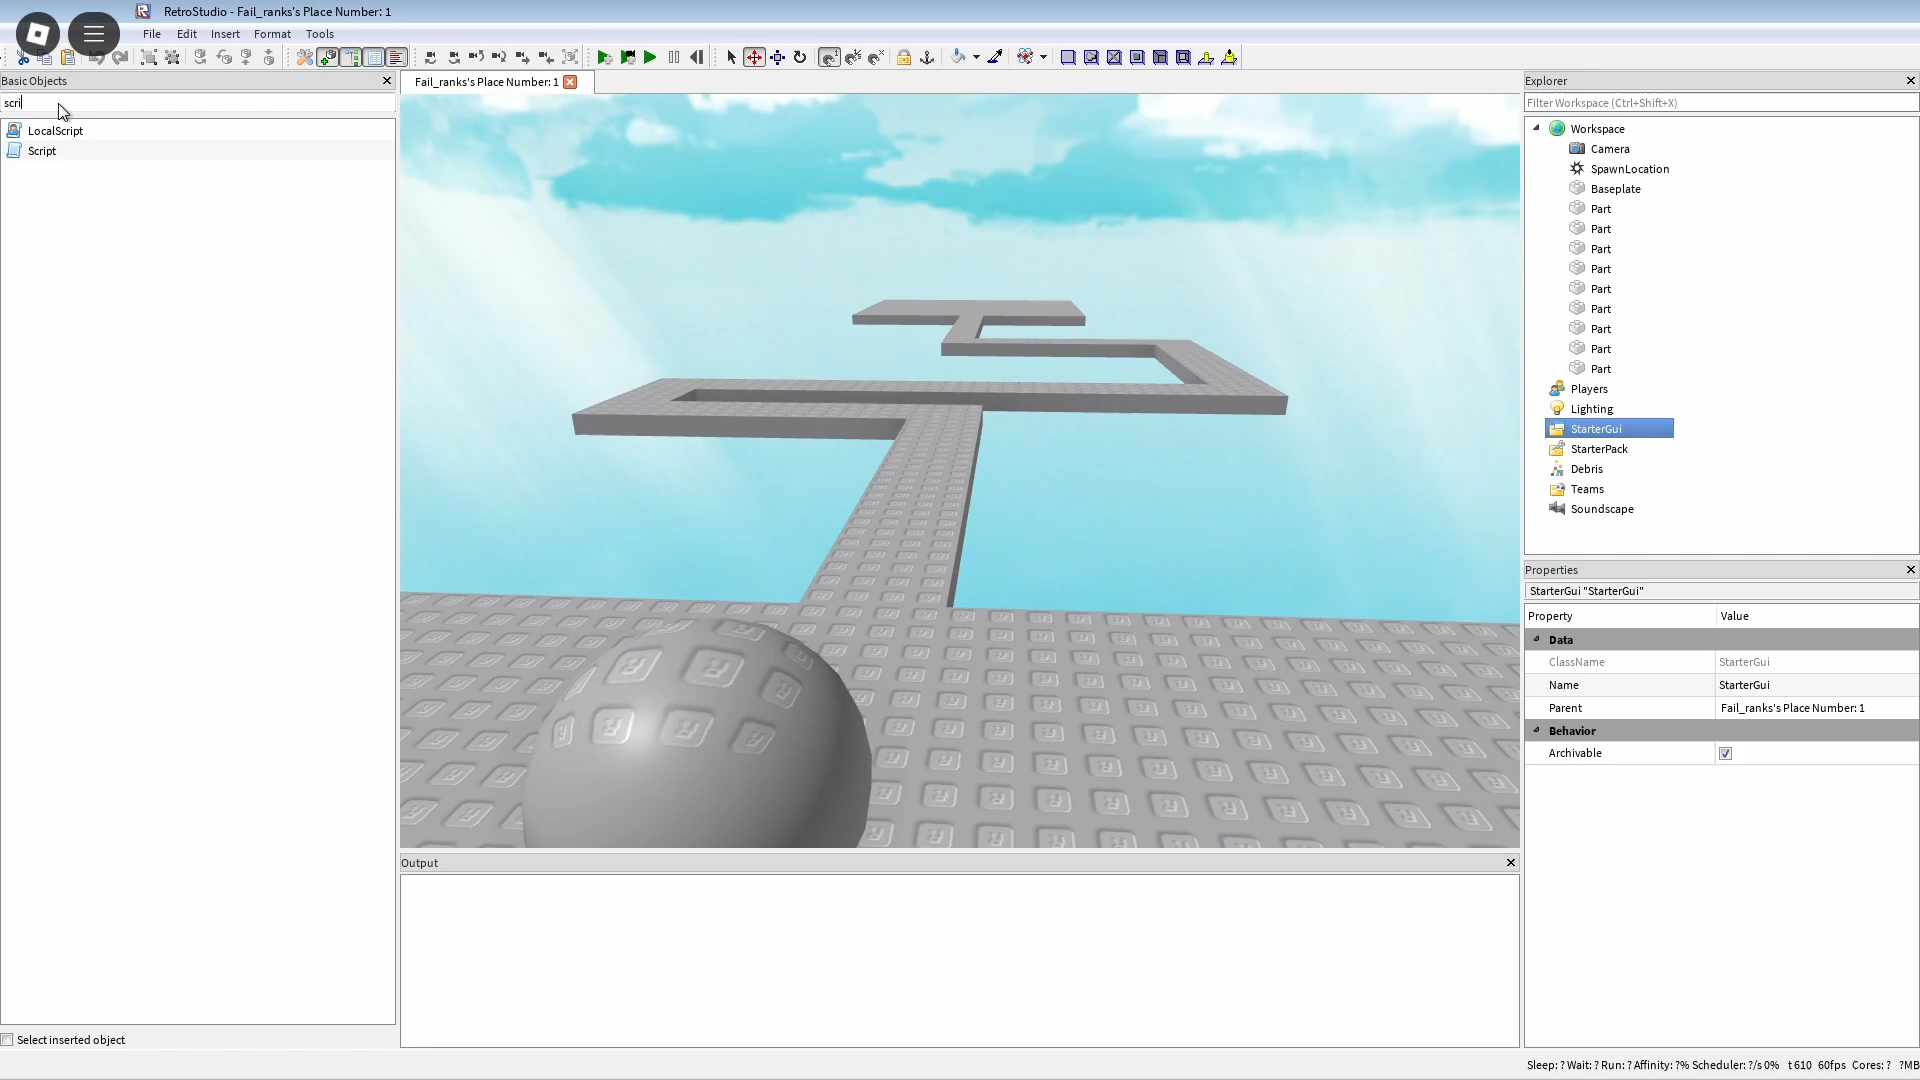 RetroStudio - Fail_ranks's Place Number: 1
File Edit Insert Format Tools
Basic Objects
scri
LocalScript
Script
Select inserted object
Fail_ranks's Place Number: 1
Output
Explorer
Filter Workspace (Ctrl+Shift+X)
Workspace
Camera
SpawnLocation
Baseplate
Part
Part
Part
Part
Part
Part
Part
Part
Part
Players
Lighting
StarterGui
StarterPack
Debris
Teams
Soundscape
Properties
StarterGui "StarterGui"
Property Value
Data
ClassName StarterGui
Name StarterGui
Parent Fail_ranks's Place Number: 1
Behavior
Archivable
Sleep: ? Wait: ? Run: ? Affinity: ?% Scheduler: ?/s 0% t 610 60fps Cores: ? ?MB